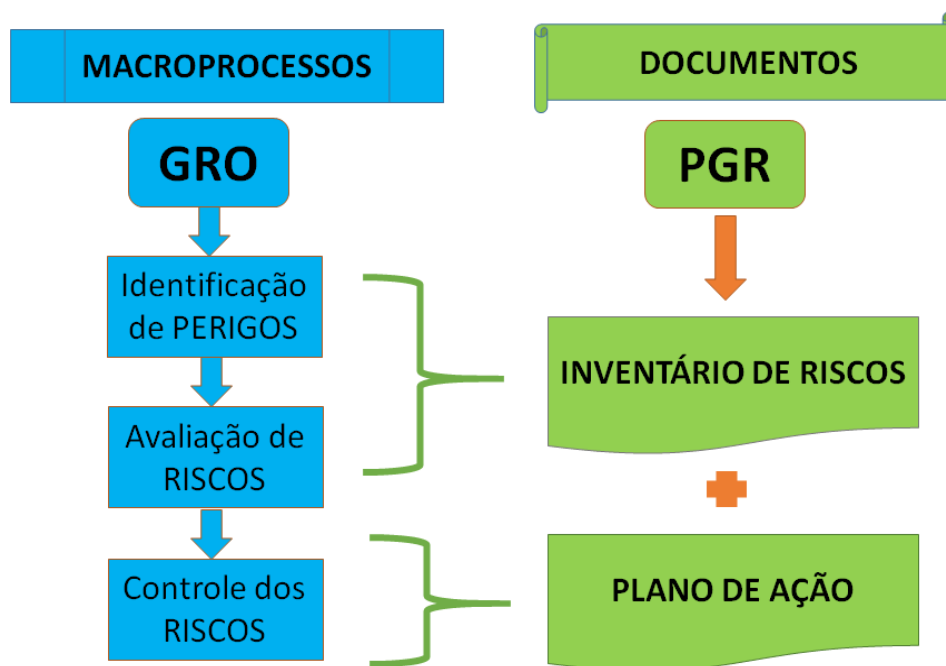 MACROPROCESSOS
DOCUMENTOS
GRO
PGR
Identificação
de PERIGOS
INVENTÁRIO DE RISCOS
Avaliação de
RISCOS
Controle dos
RISCOS
PLANO DE AÇÃO